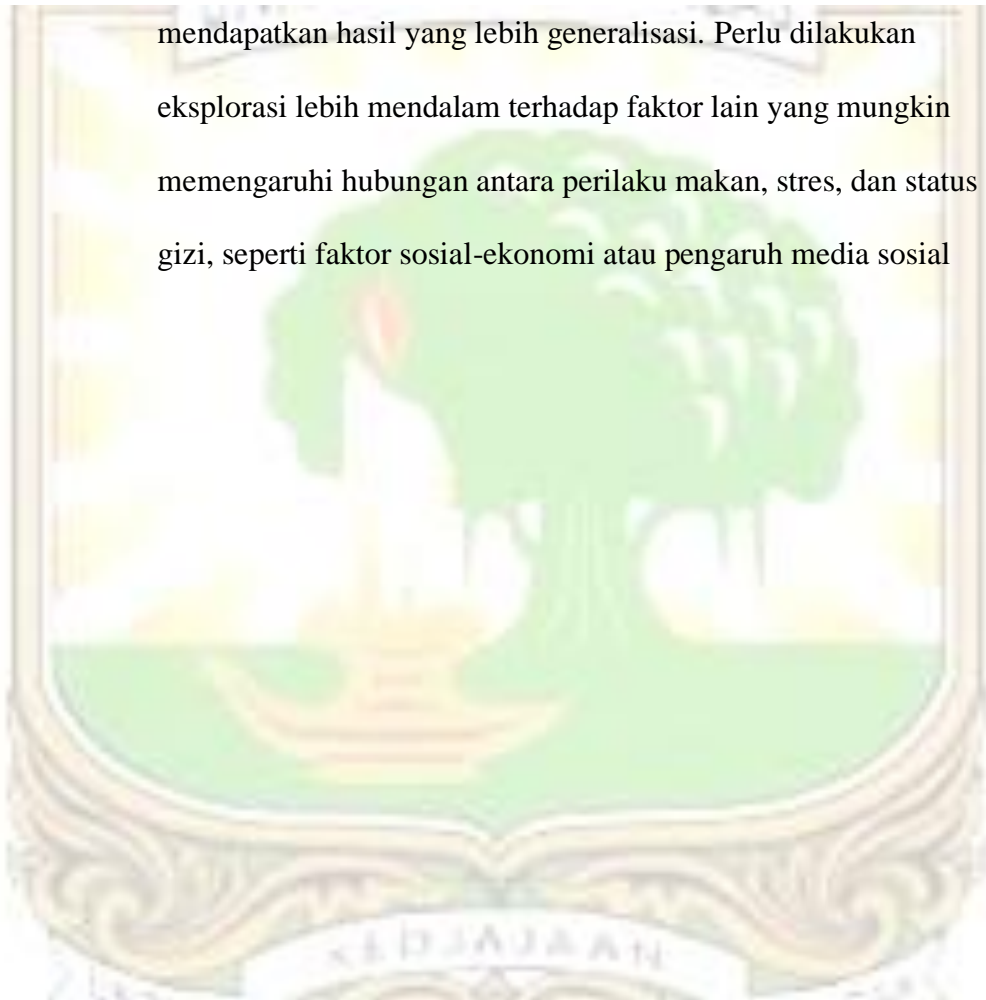 mendapatkan hasil yang lebih generalisasi. Perlu dilakukan
eksplorasi lebih mendalam terhadap faktor lain yang mungkin
memengaruhi hubungan antara perilaku makan, stres, dan status
gizi, seperti faktor sosial-ekonomi atau pengaruh media sosial
KEDJAJAAN